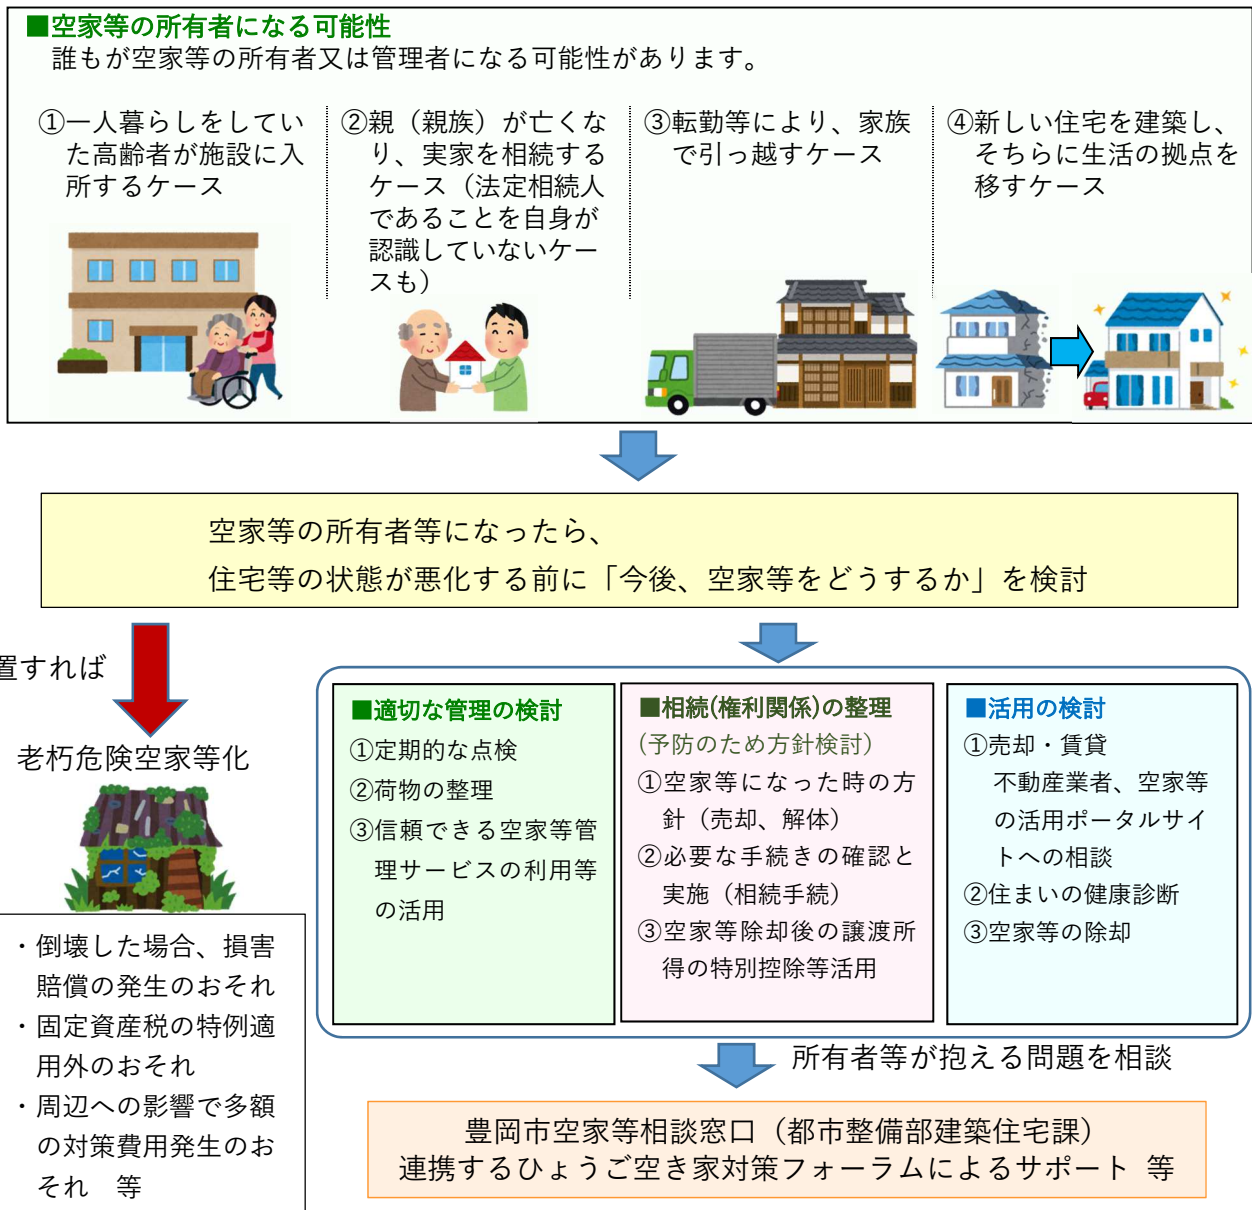 ■空家等の所有者になる可能性
誰もが空家等の所有者又は管理者になる可能性があります。
①一人暮らしをしてい
た高齢者が施設に入
所するケース
②親（親族）が亡くな
り、実家を相続する
ケース（法定相続人
であることを自身が
認識していないケー
スも）
③転勤等により、家族
で引っ越すケース
④新しい住宅を建築し、
そちらに生活の拠点を
移すケース
空家等の所有者等になったら、
住宅等の状態が悪化する前に「今後、空家等をどうするか」を検討
置すれば
老朽危険空家等化
・倒壊した場合、損害
賠償の発生のおそれ
・固定資産税の特例適
用外のおそれ
・周辺への影響で多額
の対策費用発生のお
それ　等
■適切な管理の検討
①定期的な点検
②荷物の整理
③信頼できる空家等管
理サービスの利用等
の活用
■相続(権利関係)の整理
(予防のため方針検討）
①空家等になった時の方
針（売却、解体）
②必要な手続きの確認と
実施（相続手続）
③空家等除却後の譲渡所
得の特別控除等活用
■活用の検討
①売却・賃貸
不動産業者、空家等
の活用ポータルサイ
トへの相談
②住まいの健康診断
③空家等の除却
所有者等が抱える問題を相談
豊岡市空家等相談窓口（都市整備部建築住宅課）
連携するひょうご空き家対策フォーラムによるサポート 等